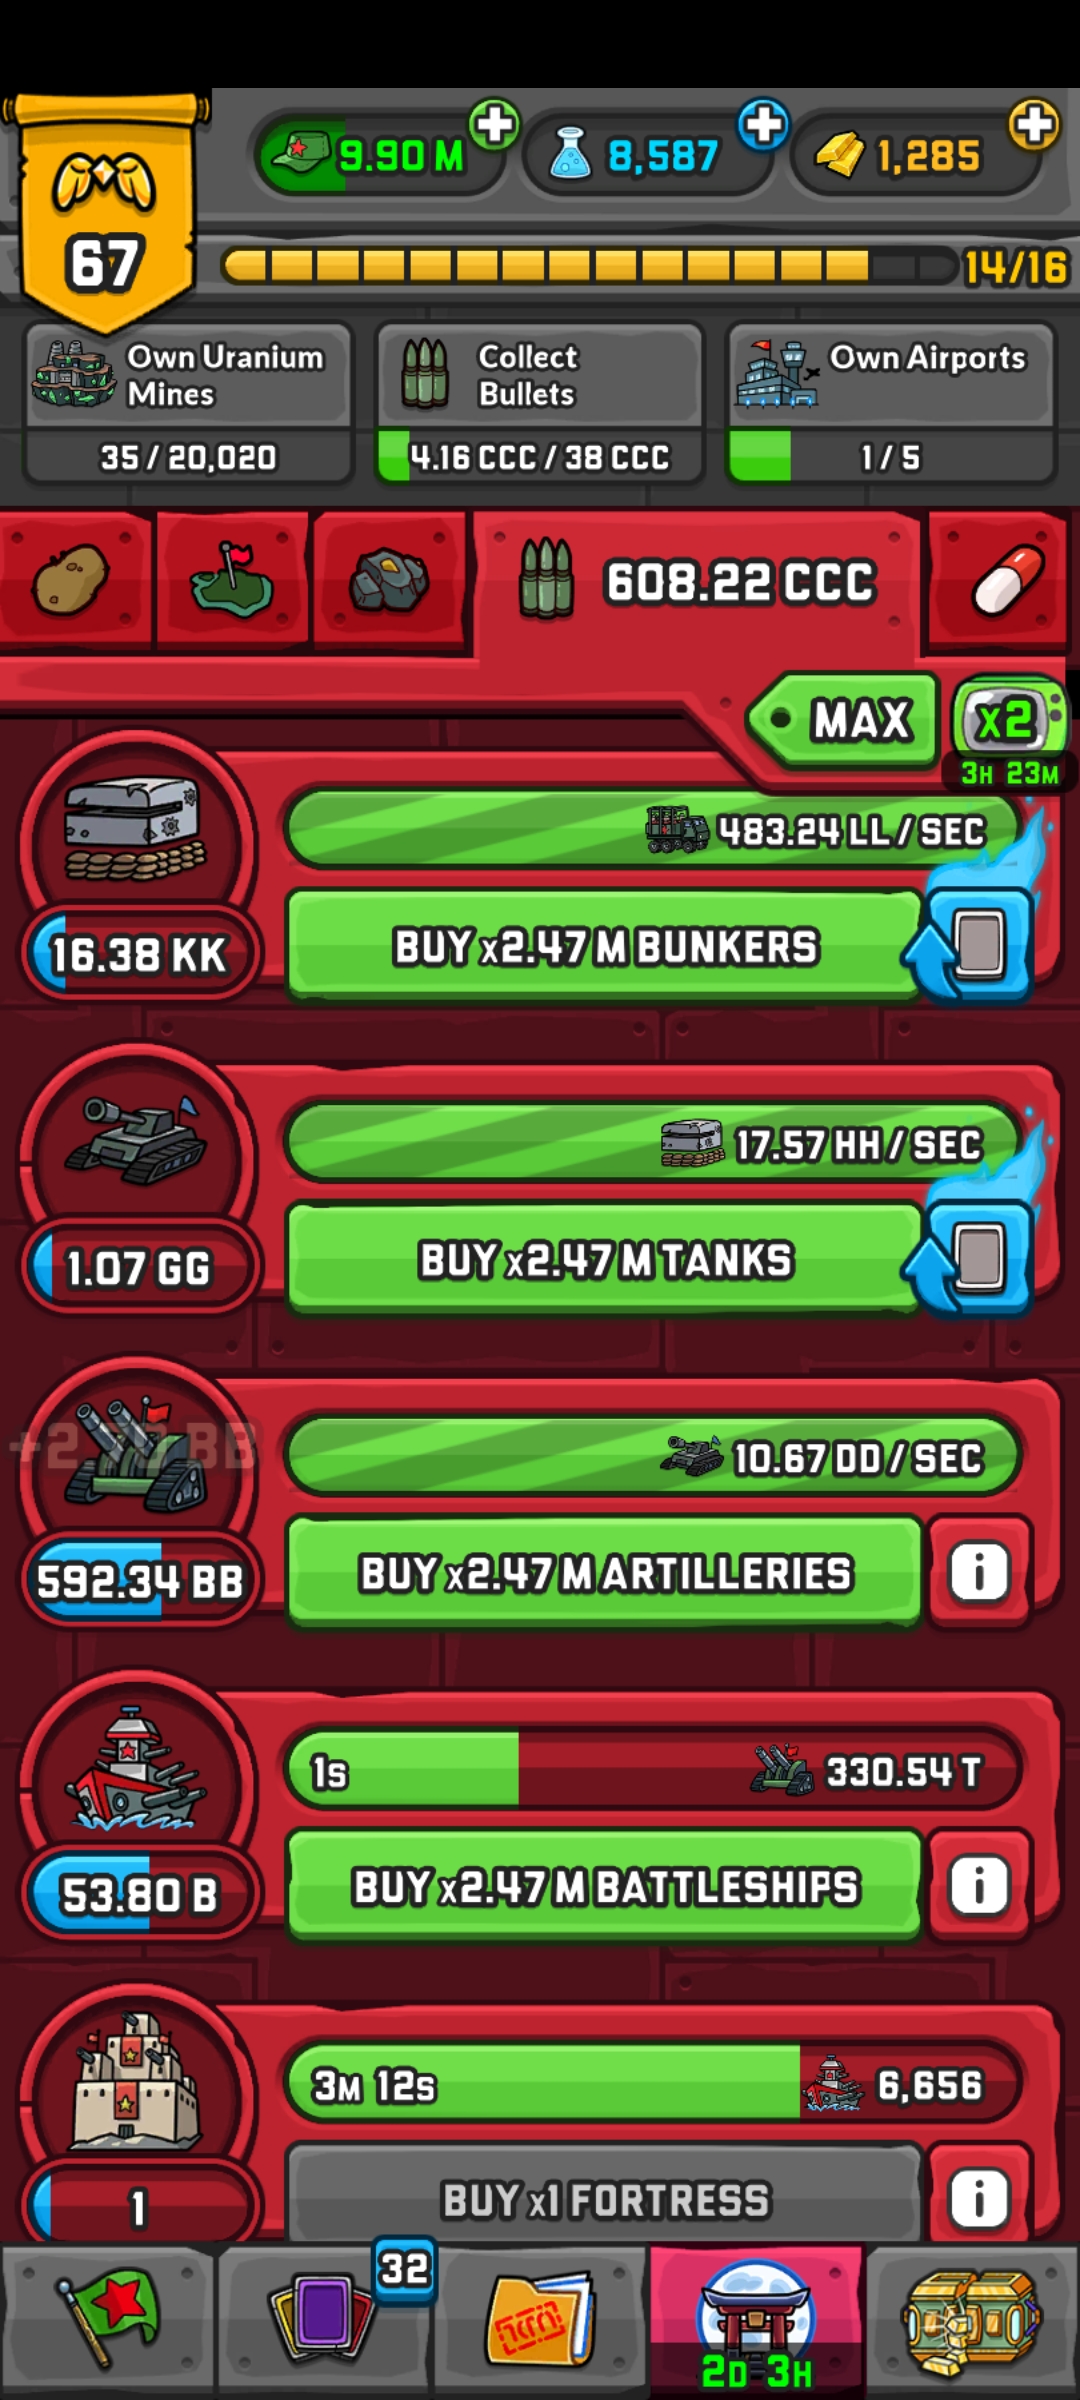 9.90 M
8,587
1,285
67
14/16
Own Uranium
Mines
35 / 20,020
Collect
Bullets
4.16 CCC / 38 CCC
Own Airports
1 / 5
608.22 CCC
MAX
x2
3H 23M
483.24 LL / SEC
16.38 KK
BUY x2.47 M BUNKERS
17.57 HH / SEC
1.07 GG
BUY x2.47 M TANKS
10.67 DD / SEC
592.34 BB
BUY x2.47 M ARTILLERIES
i
1S
330.54 T
53.80 B
BUY x2.47 M BATTLESHIPS
i
3M 12S
6,656
1
BUY x1 FORTRESS
i
32
2D 3H